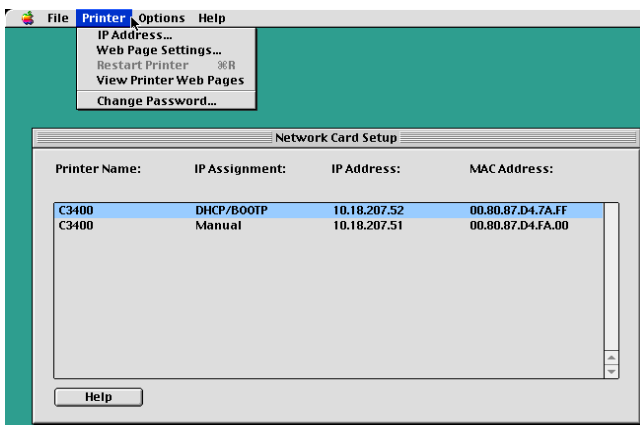 File Printer Options Help
IP Address...
Web Page Settings...
Restart Printer ⌘R
View Printer Web Pages
Change Password...
Network Card Setup
Printer Name: IP Assignment: IP Address: MAC Address:
C3400 DHCP/BOOTP 10.18.207.52 00.80.87.D4.7A.FF
C3400 Manual 10.18.207.51 00.80.87.D4.FA.00
Help